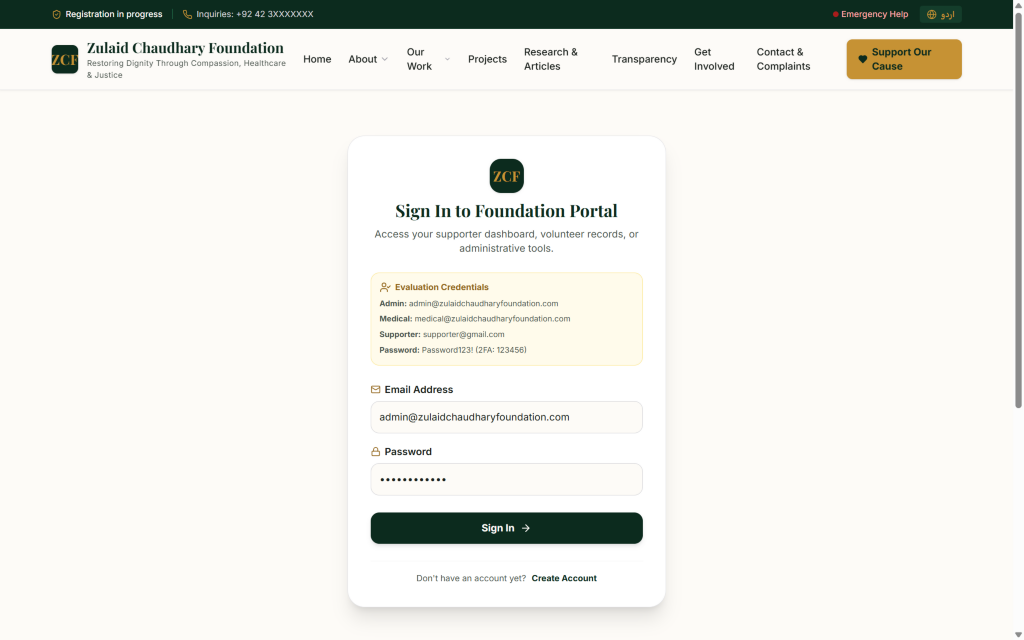 Registration in progress
Inquiries: +92 42 3XXXXXXX
Emergency Help
اردو
ZCF
Zulaid Chaudhary Foundation
Restoring Dignity Through Compassion, Healthcare
& Justice
Home
About
Our
Work
Projects
Research &
Articles
Transparency
Get
Involved
Contact &
Complaints
Support Our
Cause
ZCF
Sign In to Foundation Portal
Access your supporter dashboard, volunteer records, or
administrative tools.
Evaluation Credentials
Admin: admin@zulaidchaudharyfoundation.com
Medical: medical@zulaidchaudharyfoundation.com
Supporter: supporter@gmail.com
Password: Password123! (2FA: 123456)
Email Address
admin@zulaidchaudharyfoundation.com
Password
••••••••••••
Sign In →
Don't have an account yet? Create Account